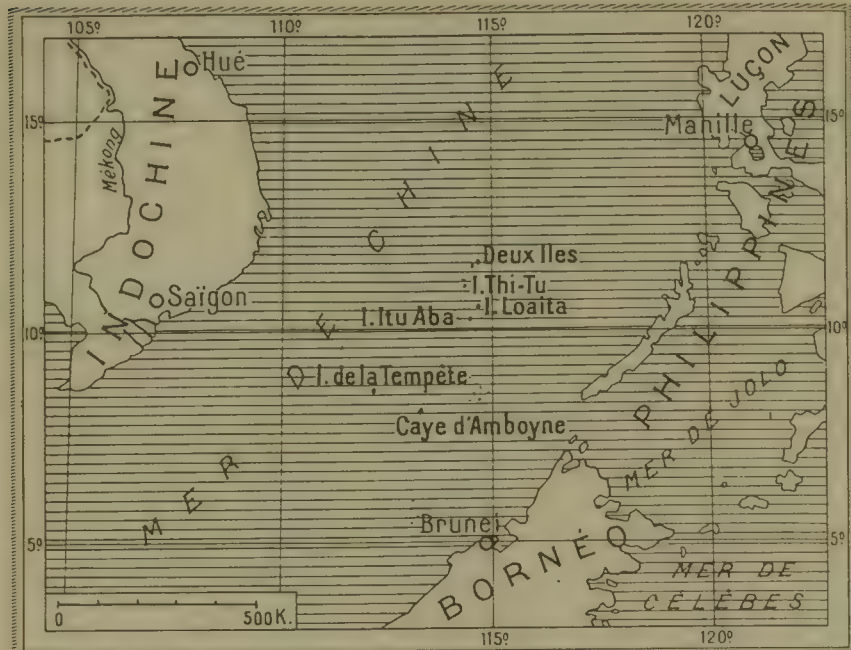 105º 110º 115º 120º
Hué
LUÇON
15º 15º
Manille
Mékong
INDOCHINE
MER DE CHINE
PHILIPPINES
Deux Iles
I. Thi-Tu
I. Loaita
Saïgon
I. Itu Aba
10º 10º
I. de la Tempête
Caye d'Amboyne
MER DE JOLO
Brunei
5º 5º
BORNÉO
MER DE
CÉLÈBES
0 500K.
115º 120º